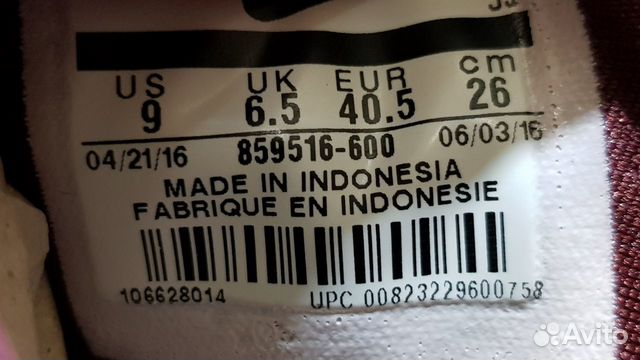 US UK EUR cm
9 6.5 40.5 26
04/21/16 859516-600 06/03/16
MADE IN INDONESIA
FABRIQUE EN INDONESIE
106628014 UPC 00823229600758
Avito